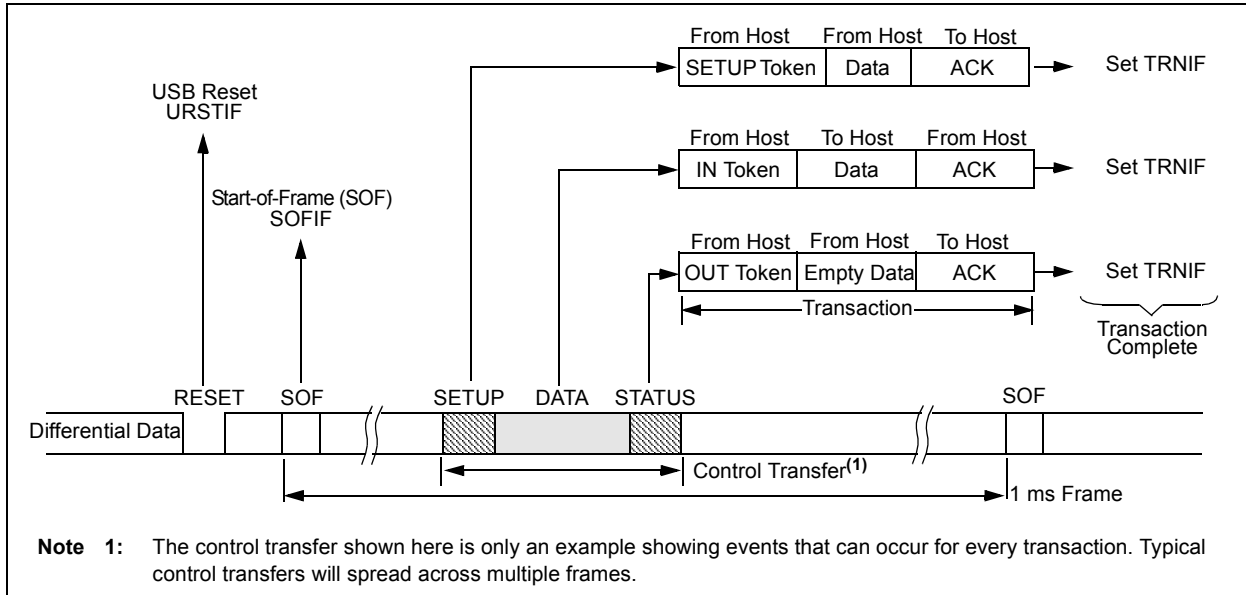 From Host From Host To Host
SETUP Token Data ACK Set TRNIF
USB Reset
URSTIF
From Host To Host From Host
IN Token Data ACK Set TRNIF
Start-of-Frame (SOF)
SOFIF
From Host From Host To Host
OUT Token Empty Data ACK Set TRNIF
Transaction
Transaction
Complete
RESET SOF SETUP DATA STATUS SOF
Differential Data
Control Transfer(1)
1 ms Frame
Note 1: The control transfer shown here is only an example showing events that can occur for every transaction. Typical
control transfers will spread across multiple frames.